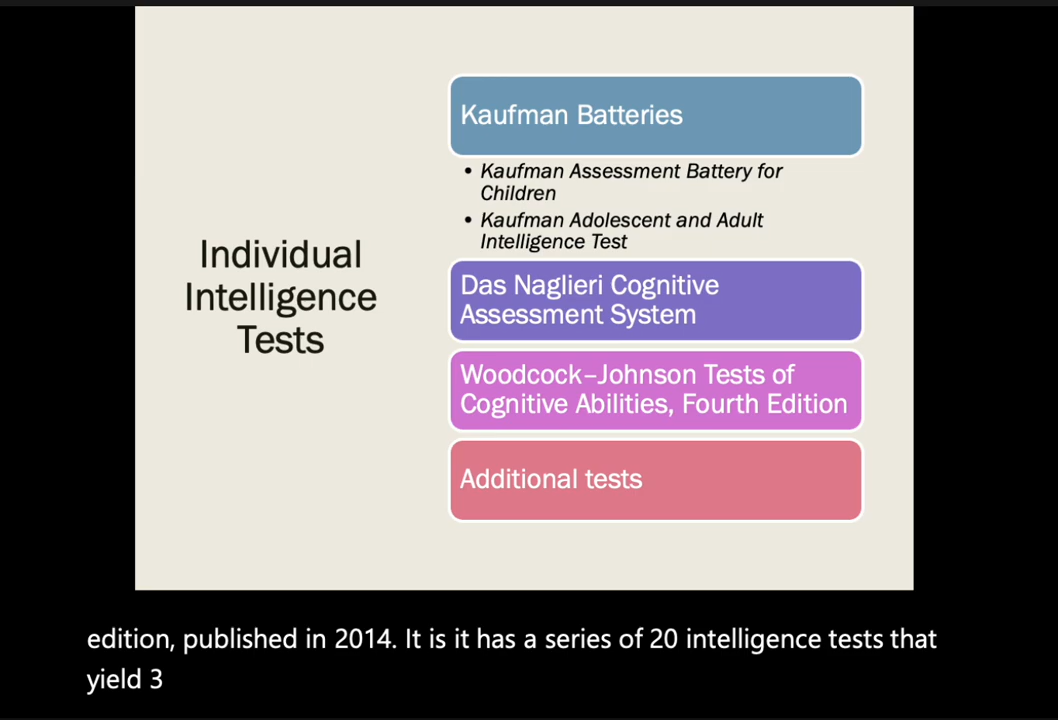 Individual
Intelligence
Tests
Kaufman Batteries
• Kaufman Assessment Battery for
Children
• Kaufman Adolescent and Adult
Intelligence Test
Das Naglieri Cognitive
Assessment System
Woodcock–Johnson Tests of
Cognitive Abilities, Fourth Edition
Additional tests
edition, published in 2014. It is it has a series of 20 intelligence tests that
yield 3